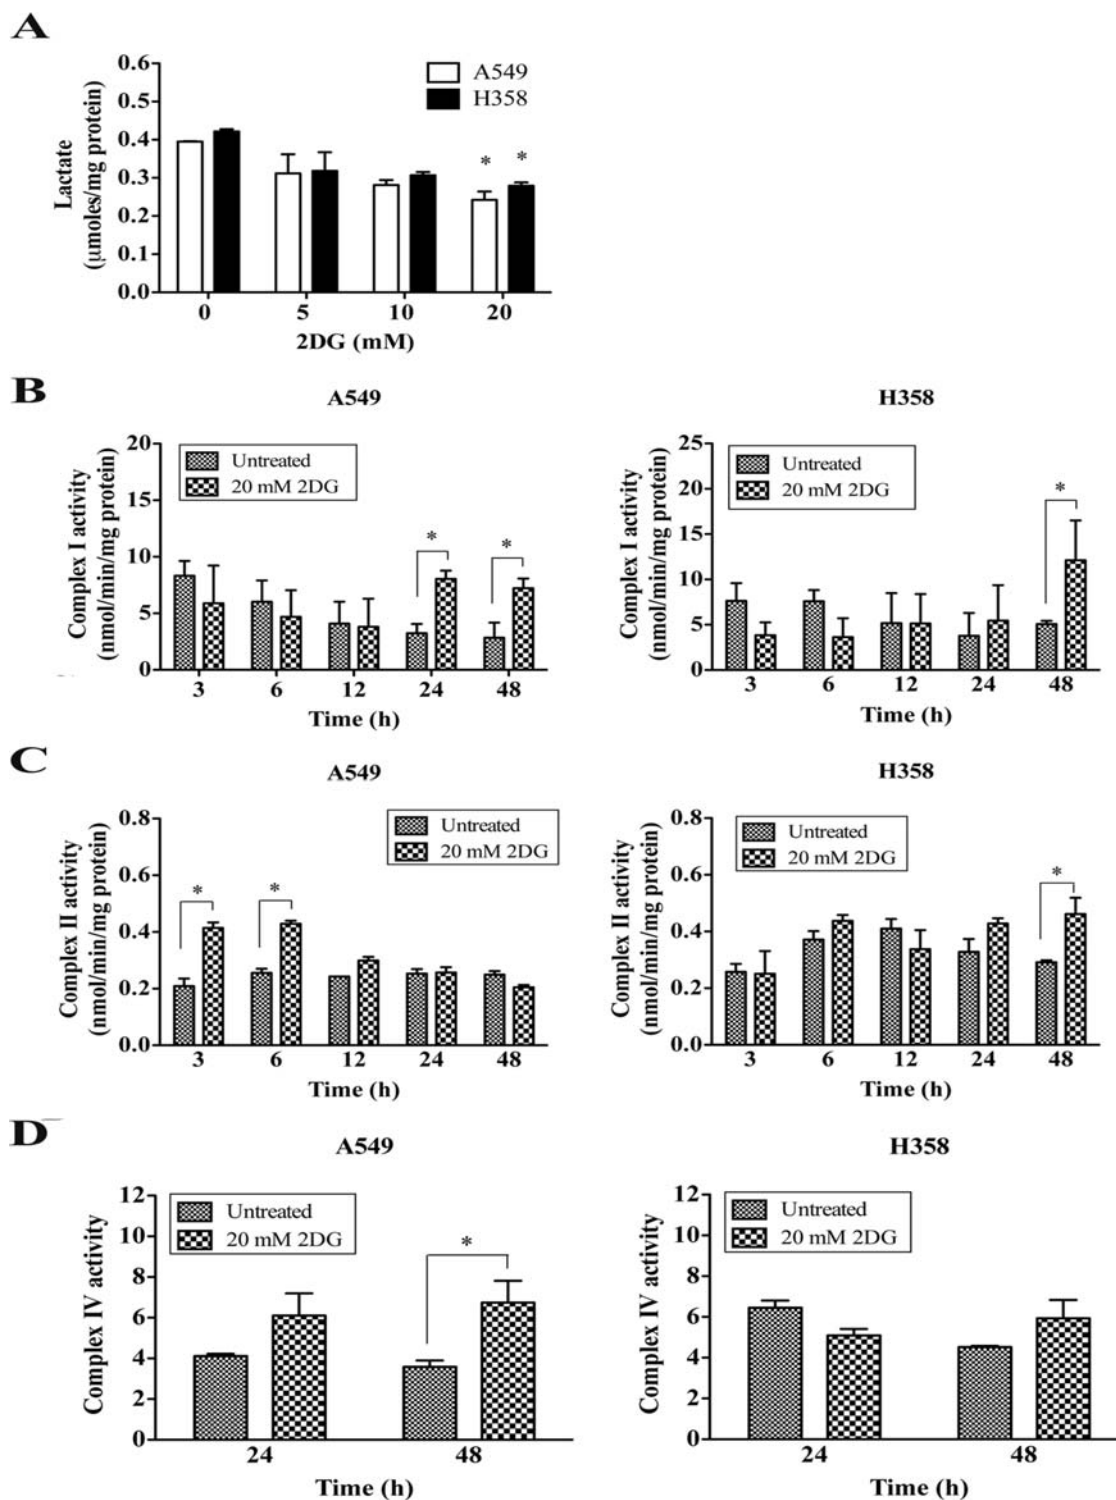 A
0.6
0.5
0.4
0.3
0.2
0.1
0.0
Lactate
(μmoles/mg protein)
A549
H358
* *
0 5 10 20
2DG (mM)
B
A549
20
15
10
5
0
Complex I activity
(nmol/min/mg protein)
Untreated
20 mM 2DG
* *
3 6 12 24 48
Time (h)
H358
25
20
15
10
5
0
Complex I activity
(nmol/min/mg protein)
Untreated
20 mM 2DG
*
3 6 12 24 48
Time (h)
C
A549
0.8
0.6
0.4
0.2
0.0
Complex II activity
(nmol/min/mg protein)
Untreated
20 mM 2DG
* *
3 6 12 24 48
Time (h)
H358
0.8
0.6
0.4
0.2
0.0
Complex II activity
(nmol/min/mg protein)
Untreated
20 mM 2DG
*
3 6 12 24 48
Time (h)
D
A549
12
10
8
6
4
2
0
Complex IV activity
Untreated
20 mM 2DG
*
24 48
Time (h)
H358
12
10
8
6
4
2
0
Complex IV activity
Untreated
20 mM 2DG
24 48
Time (h)